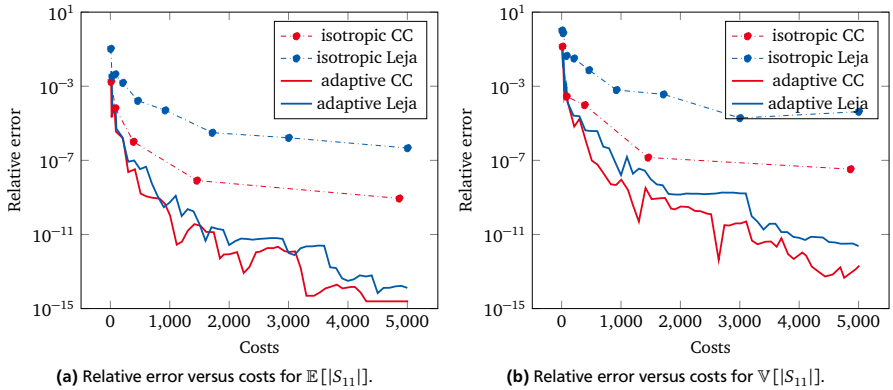 10^1
10^−3
10^−7
10^−11
10^−15
Relative error
isotropic CC
isotropic Leja
adaptive CC
adaptive Leja
0 1,000 2,000 3,000 4,000 5,000
Costs
(a) Relative error versus costs for 𝔼[|S_11|].
10^1
10^−3
10^−7
10^−11
10^−15
Relative error
isotropic CC
isotropic Leja
adaptive CC
adaptive Leja
0 1,000 2,000 3,000 4,000 5,000
Costs
(b) Relative error versus costs for 𝕍[|S_11|].